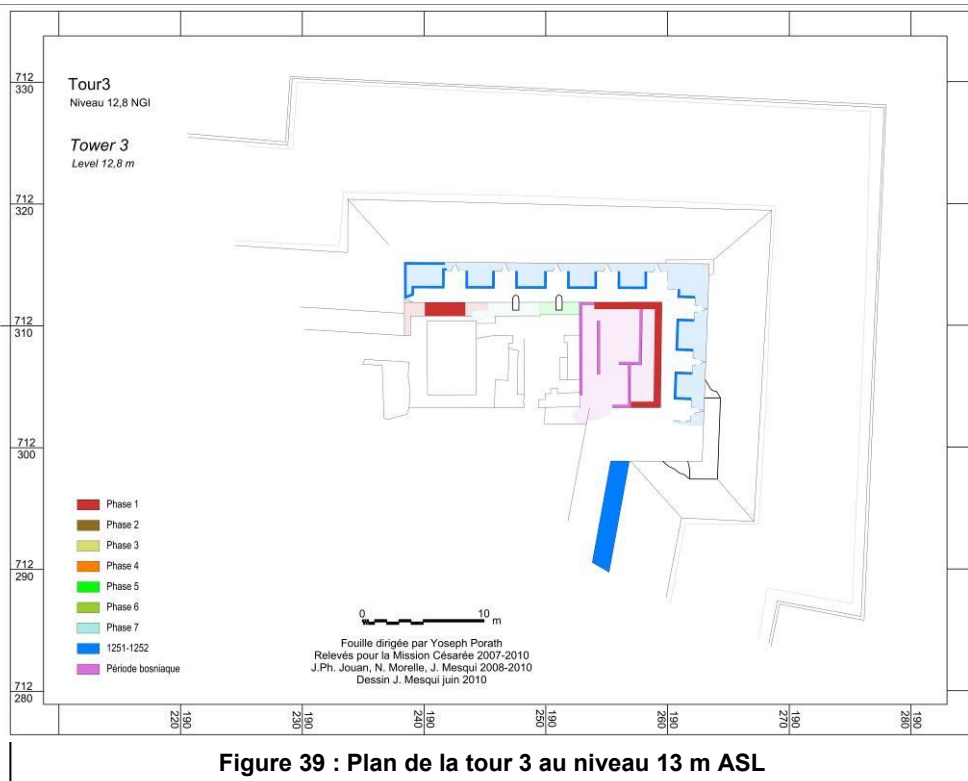 Tour3
Niveau 12,8 NGI
Tower 3
Level 12,8 m
712
330
712
320
712
310
712
300
712
290
712
280
Phase 1
Phase 2
Phase 3
Phase 4
Phase 5
Phase 6
Phase 7
1251-1252
Période bosniaque
0 10 m
Fouille dirigée par Yoseph Porath
Relevés pour la Mission Césarée 2007-2010
J.Ph. Jouan, N. Morelle, J. Mesqui 2008-2010
Dessin J. Mesqui juin 2010
190
220
190
230
190
240
190
250
190
260
190
270
190
280
Figure 39 : Plan de la tour 3 au niveau 13 m ASL